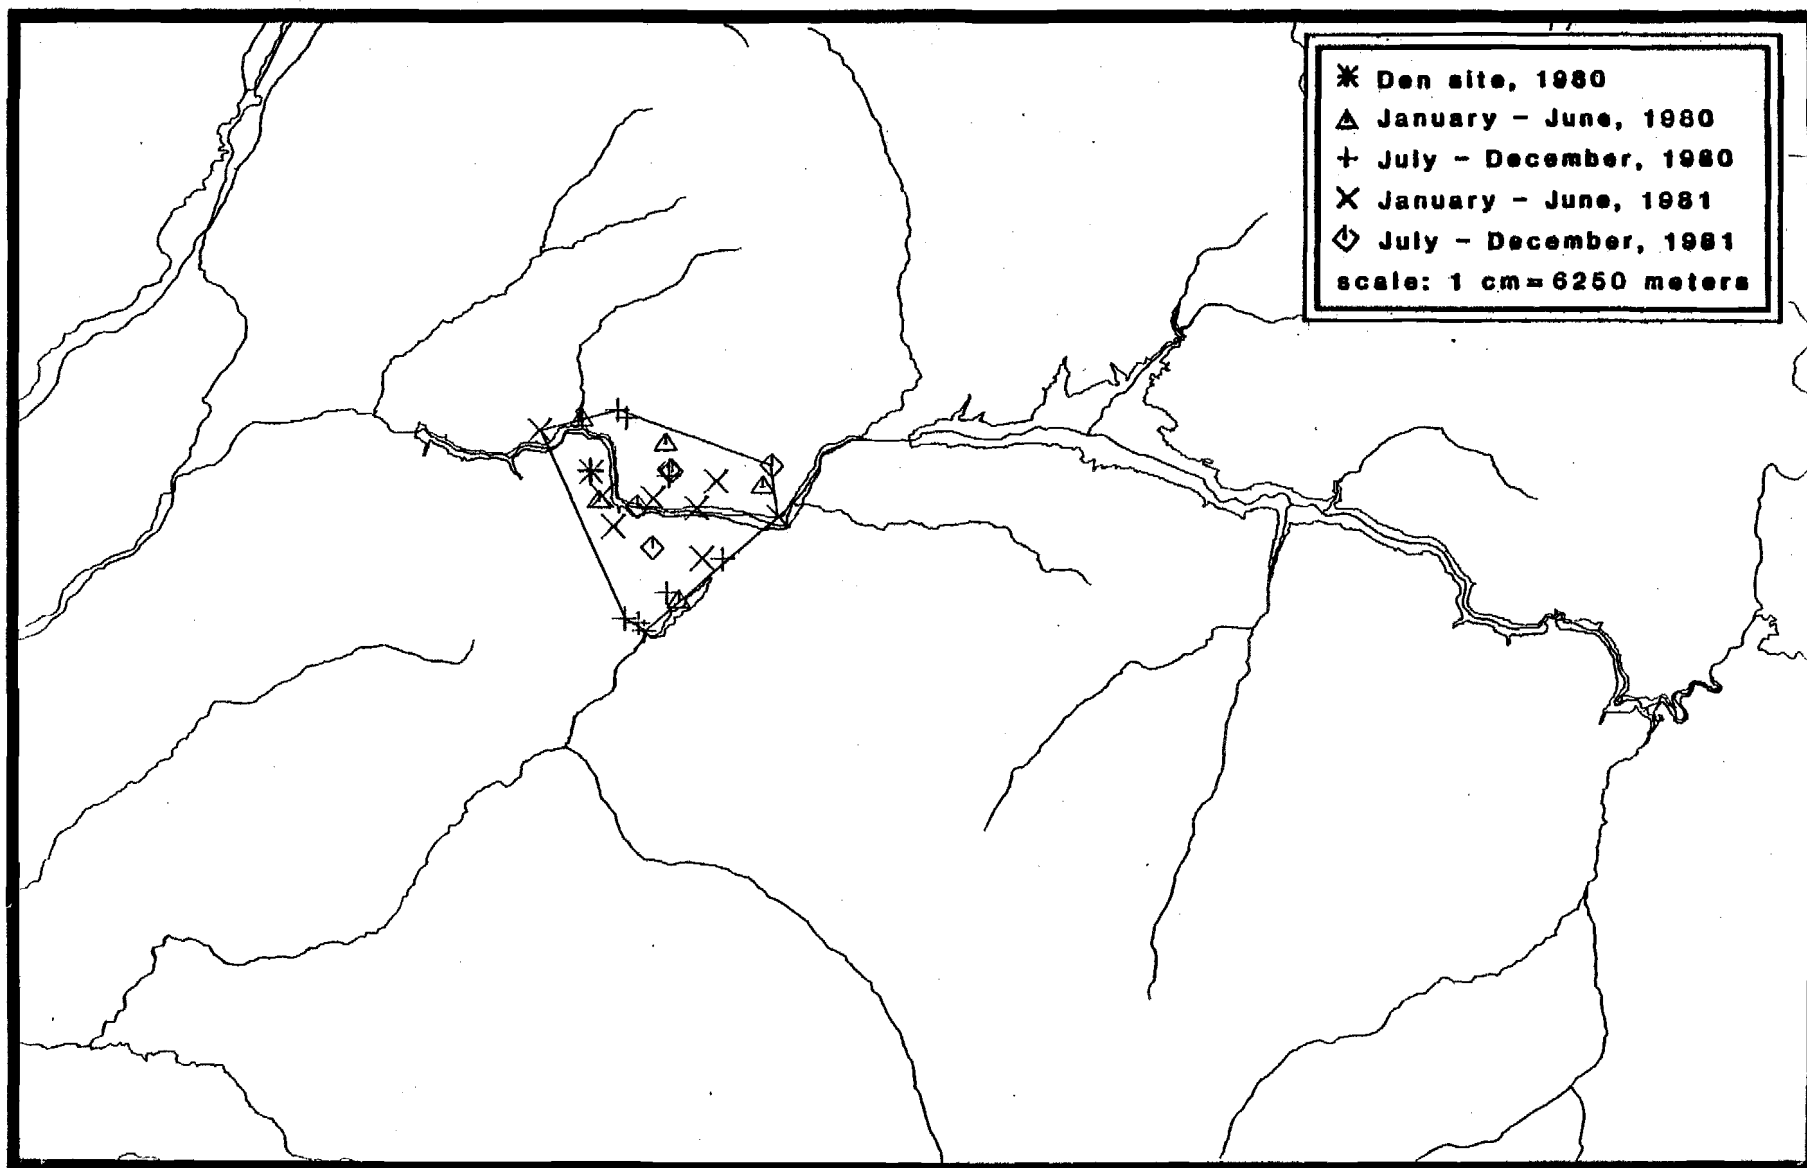 Den site, 1980
January - June, 1980
July - December, 1980
January - June, 1981
July - December, 1981
scale: 1 cm=6250 meters